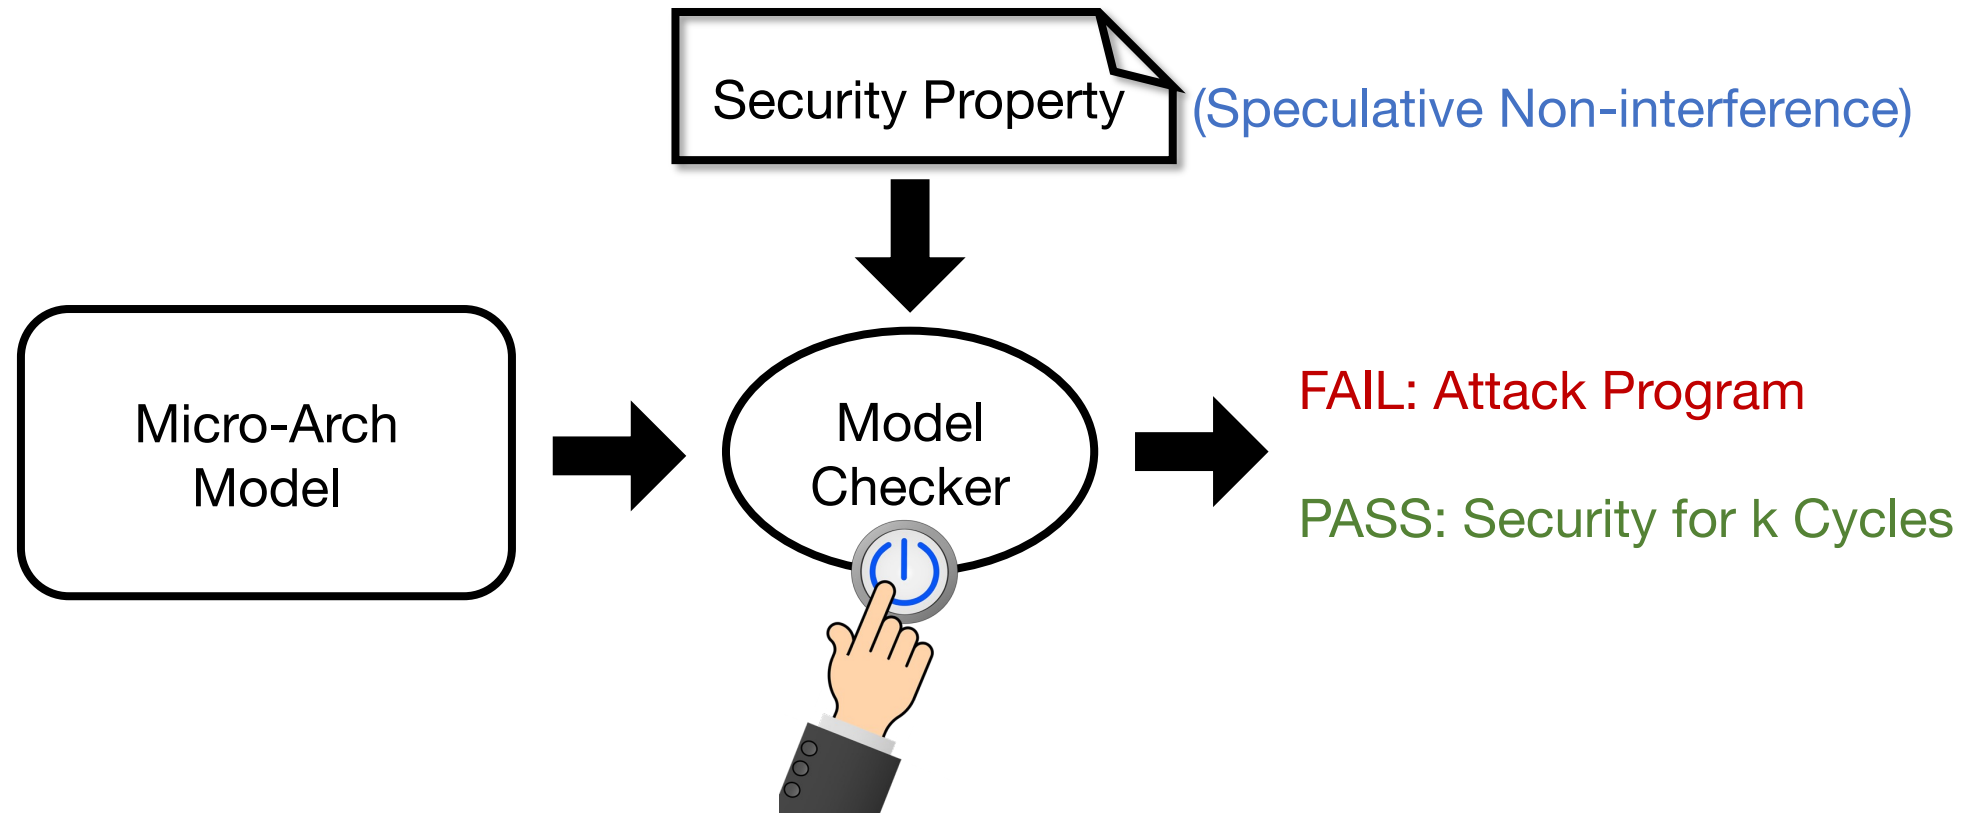 Security Property
(Speculative Non-interference)
Micro-Arch
Model
Model
Checker
FAIL: Attack Program
PASS: Security for k Cycles